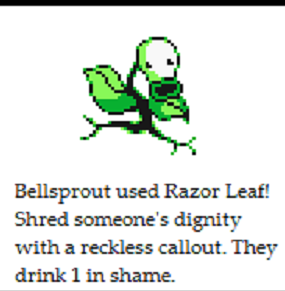 Bellsprout used Razor Leaf!
Shred someone's dignity
with a reckless callout. They
drink 1 in shame.